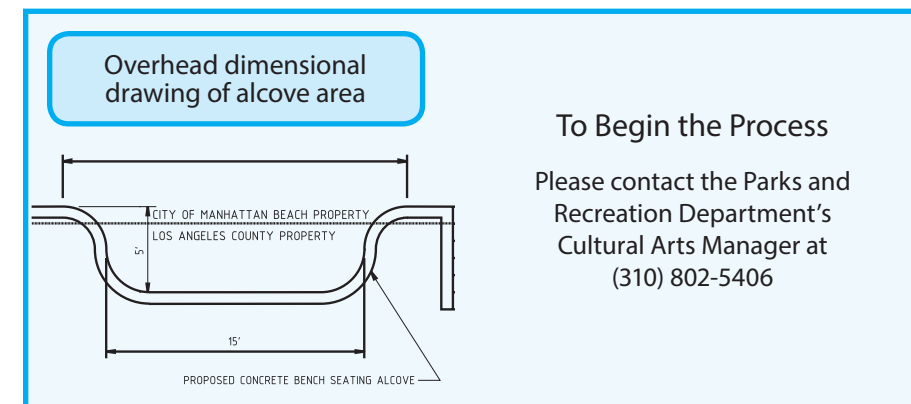 Overhead dimensional
drawing of alcove area
CITY OF MANHATTAN BEACH PROPERTY
LOS ANGELES COUNTY PROPERTY
5'
15'
PROPOSED CONCRETE BENCH SEATING ALCOVE
To Begin the Process
Please contact the Parks and
Recreation Department’s
Cultural Arts Manager at
(310) 802-5406